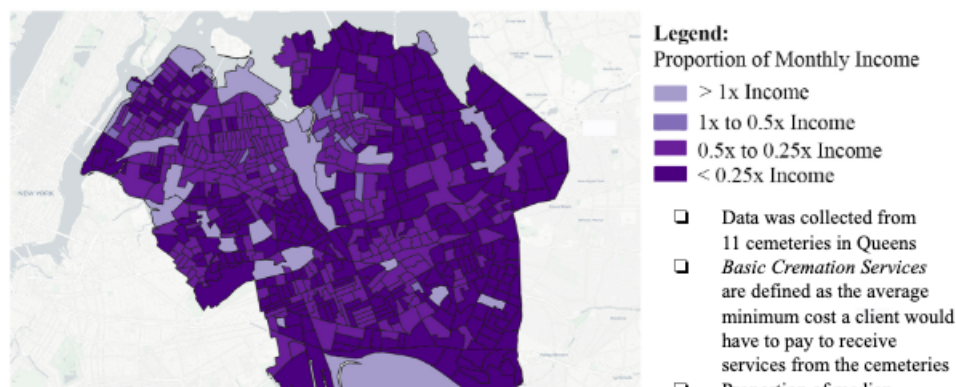 Legend:
Proportion of Monthly Income
> 1x Income
1x to 0.5x Income
0.5x to 0.25x Income
< 0.25x Income
NEW YORK
❏ Data was collected from
11 cemeteries in Queens
❏ Basic Cremation Services
are defined as the average
minimum cost a client would
have to pay to receive
services from the cemeteries